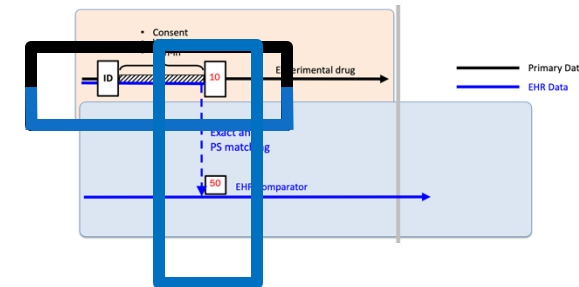 • Consent
•
ID
10
Experimental drug
Primary Dat
EHR Data
Exact an
PS matching
50
EHR comparator